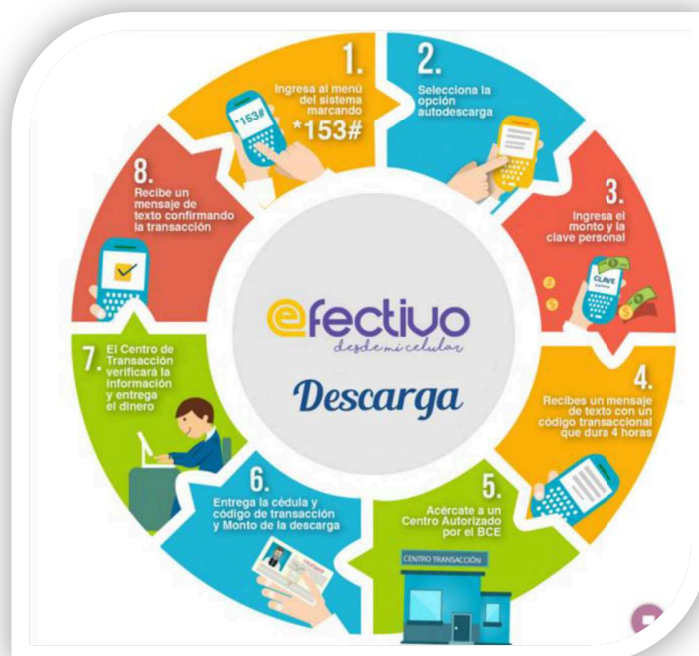 1.
Ingresa al menú
del sistema
marcando
*153#
*153#
2.
Selecciona la
opción
autodescarga
3.
Ingresa el
monto y la
clave personal
CLAVE
4.
Recibes un mensaje
de texto con un
código transaccional
que dura 4 horas
5.
Acércate a un
Centro Autorizado
por el BCE
CENTRO TRANSACCIÓN
6.
Entrega la cédula y
código de transacción
y Monto de la descarga
7.
El Centro de
Transacción
verificará la
Información
y entrega
el dinero
8.
Recibe un
mensaje de
texto confirmando
la transacción
efectivo
desde mi celular
Descarga